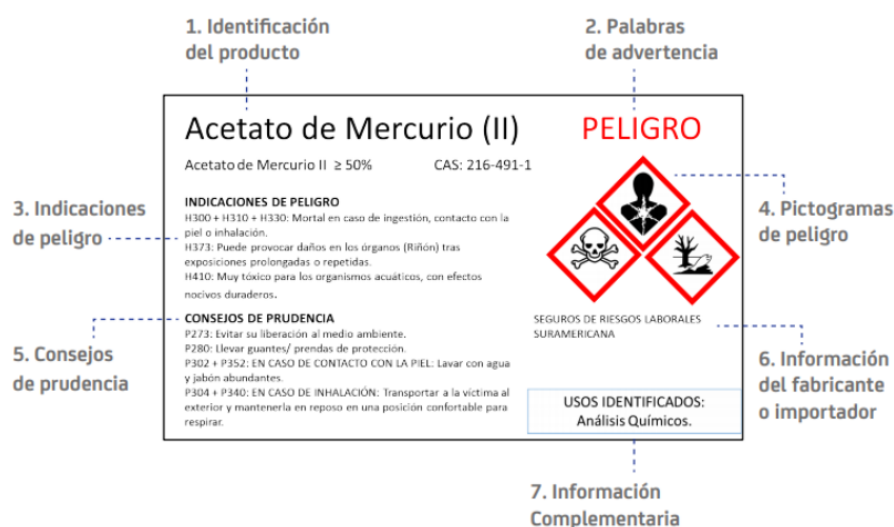 1. Identificación
del producto
2. Palabras
de advertencia
Acetato de Mercurio (II)
PELIGRO
Acetato de Mercurio II ≥ 50%
CAS: 216-491-1
3. Indicaciones
de peligro
INDICACIONES DE PELIGRO
H300 + H310 + H330: Mortal en caso de ingestión, contacto con la
piel o inhalación.
H373: Puede provocar daños en los órganos (Riñón) tras
exposiciones prolongadas o repetidas.
H410: Muy tóxico para los organismos acuáticos, con efectos
nocivos duraderos.
4. Pictogramas
de peligro
5. Consejos
de prudencia
CONSEJOS DE PRUDENCIA
P273: Evitar su liberación al medio ambiente.
P280: Llevar guantes/ prendas de protección.
P302 + P352: EN CASO DE CONTACTO CON LA PIEL: Lavar con agua
y jabón abundantes.
P304 + P340: EN CASO DE INHALACIÓN: Transportar a la víctima al
exterior y mantenerla en reposo en una posición confortable para
respirar.
SEGUROS DE RIESGOS LABORALES
SURAMERICANA
6. Información
del fabricante
o importador
USOS IDENTIFICADOS:
Análisis Químicos.
7. Información
Complementaria